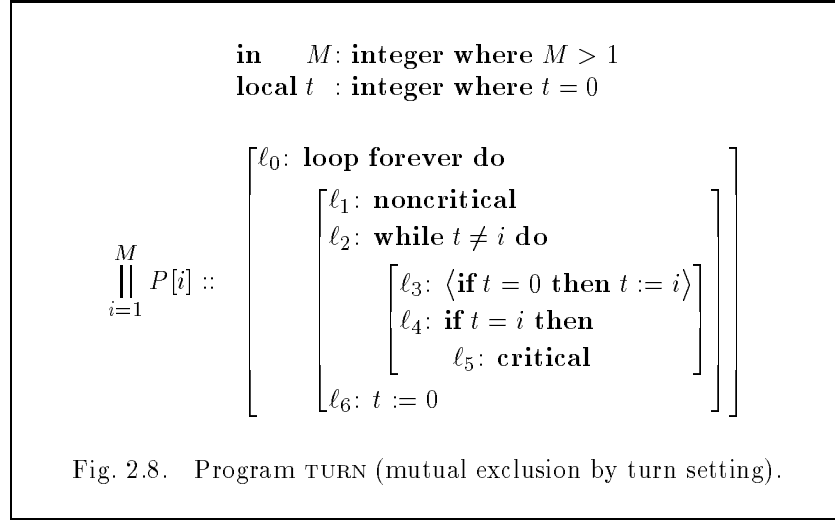 in M: integer where M > 1
local t : integer where t = 0
ℓ0: loop forever do
ℓ1: noncritical
ℓ2: while t ≠ i do
M
|| P[i] ::
i=1
ℓ3: ⟨if t = 0 then t := i⟩
ℓ4: if t = i then
ℓ5: critical
ℓ6: t := 0
Fig. 2.8. Program TURN (mutual exclusion by turn setting).